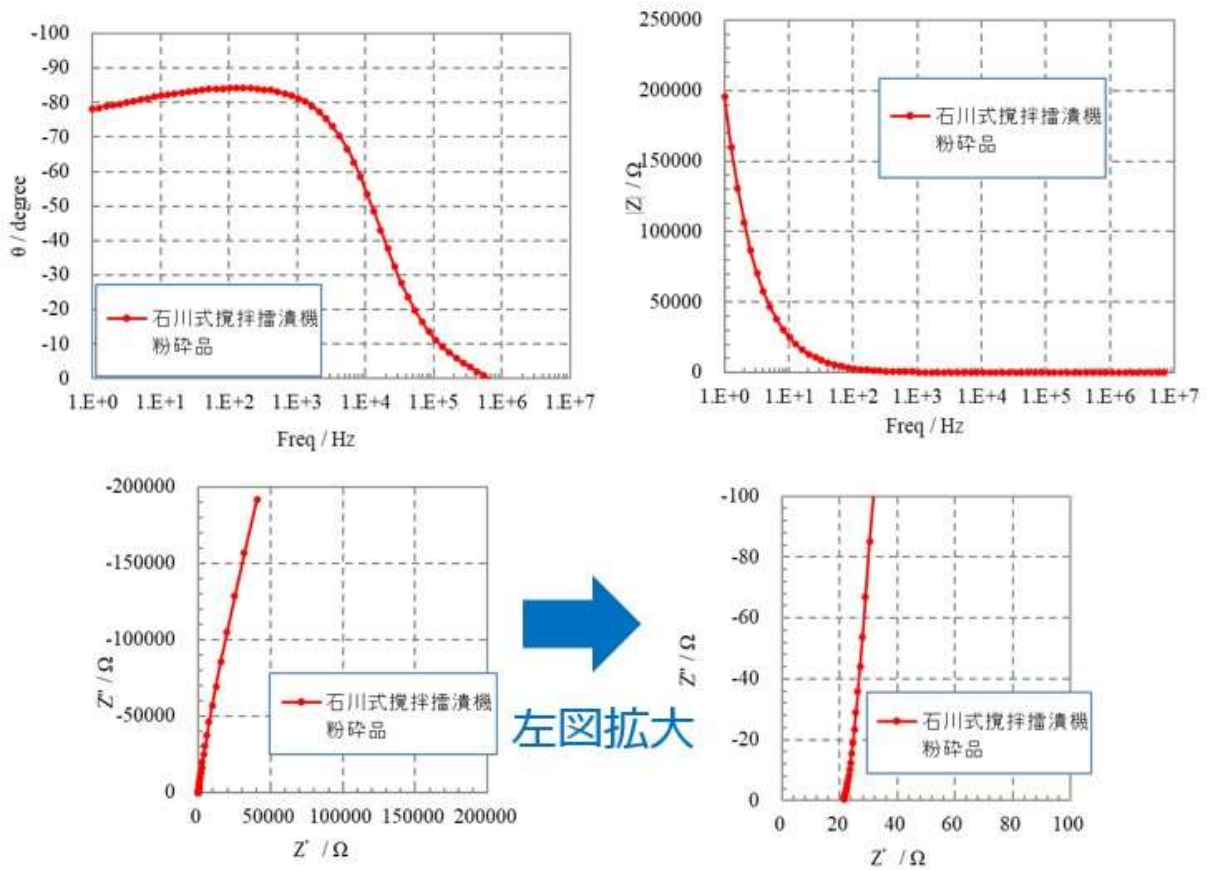 -100
-90
-80
-70
-60
-50
-40
-30
-20
-10
0
θ / degree
石川式撹拌擂潰機
粉砕品
1.E+0 1.E+1 1.E+2 1.E+3 1.E+4 1.E+5 1.E+6 1.E+7
Freq / Hz
250000
200000
150000
100000
50000
0
|Z| / Ω
石川式撹拌擂潰機
粉砕品
1.E+0 1.E+1 1.E+2 1.E+3 1.E+4 1.E+5 1.E+6 1.E+7
Freq / Hz
-200000
-150000
-100000
-50000
0
Z" / Ω
石川式撹拌擂潰機
粉砕品
0 50000 100000 150000 200000
Z' / Ω
左図拡大
-100
-80
-60
-40
-20
0
Z" / Ω
石川式撹拌擂潰機
粉砕品
0 20 40 60 80 100
Z' / Ω